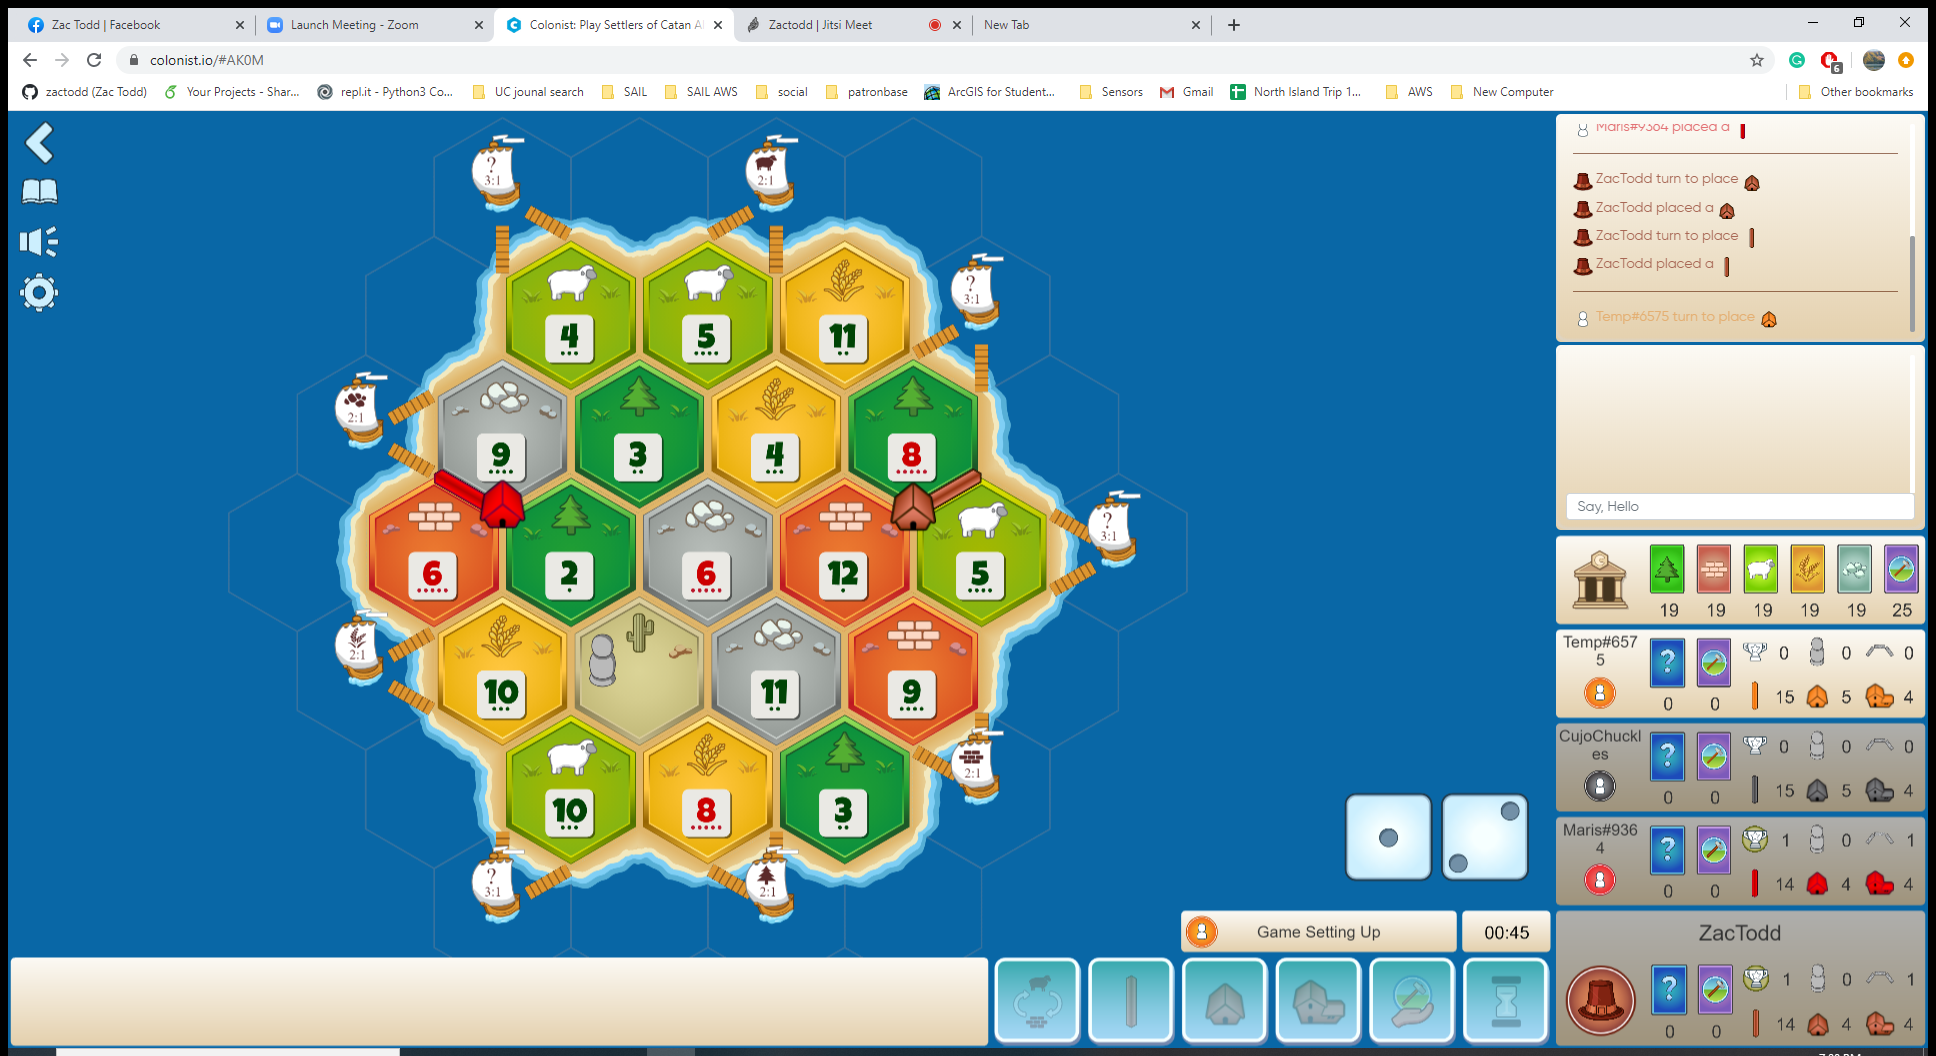 Zac Todd | Facebook
Launch Meeting - Zoom
Colonist: Play Settlers of Catan Al
Zactodd | Jitsi Meet
New Tab
colonist.io/#AK0M
6
zactodd (Zac Todd)
Your Projects - Shar...
repl.it - Python3 Co...
UC jounal search
SAIL
SAIL AWS
social
patronbase
ArcGIS for Student...
Sensors
Gmail
North Island Trip 1...
AWS
New Computer
Other bookmarks
?
3:1
2:1
?
3:1
4
5
11
2:1
9
3
4
8
?
3:1
6
2
6
12
5
2:1
10
11
9
2:1
10
8
3
?
3:1
2:1
Maris#9364 placed a
ZacTodd turn to place
ZacTodd placed a
ZacTodd turn to place
ZacTodd placed a
Temp#6575 turn to place
Say, Hello
19 19 19 19 19 25
Temp#657
5
? 0 0 0
0 0 15 5 4
CujoChuckl
es
? 0 0 0
0 0 15 5 4
Maris#936
4
? 1 0 1
0 0 14 4 4
ZacTodd
? 1 0 1
0 0 14 4 4
Game Setting Up
00:45